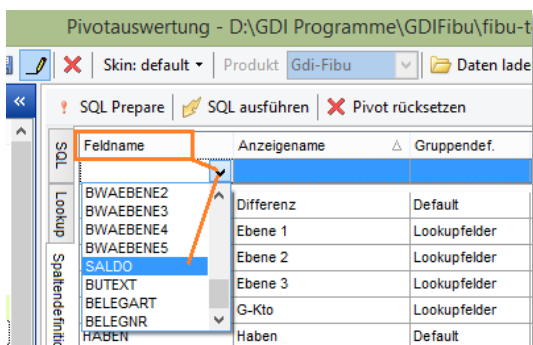 Pivotauswertung - D:\GDI Programme\GDIFibu\fibu-t
Skin: default Produkt Gdi-Fibu Daten lade
SQL Prepare SQL ausführen Pivot rücksetzen
SQL
Lookup
Spaltendefinitio
Feldname Anzeigename Gruppendef.
BWAEBENE2
BWAEBENE3
BWAEBENE4
BWAEBENE5
SALDO
BUTEXT
BELEGART
BELEGNR
Differenz Default
Ebene 1 Lookupfelder
Ebene 2 Lookupfelder
Ebene 3 Lookupfelder
G-Kto Lookupfelder
HABEN Haben Default